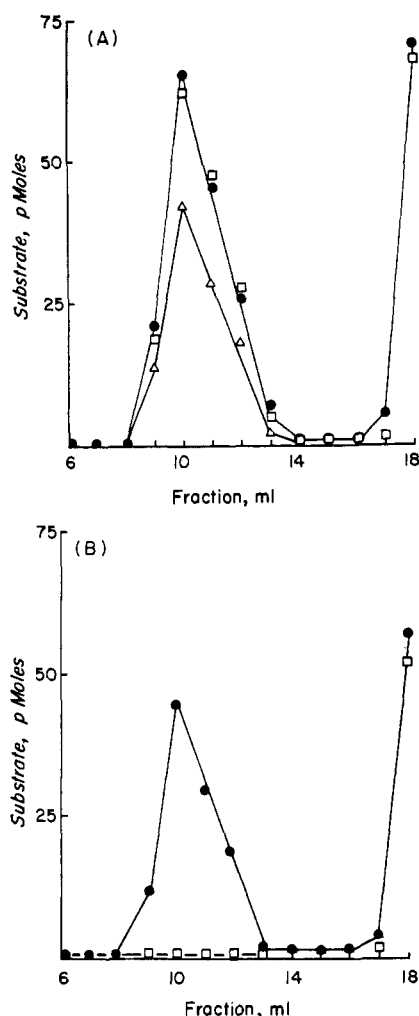 (A)
75
50
25
Substrate, p Moles
6 10 14 18
Fraction, ml
(B)
75
50
25
Substrate, p Moles
6 10 14 18
Fraction, ml